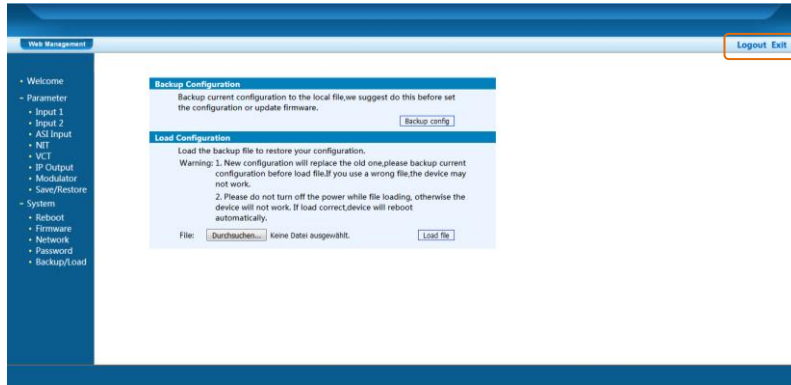 Web Management
Logout Exit
• Welcome
- Parameter
• Input 1
• Input 2
• ASI Input
• NIT
• VCT
• IP Output
• Modulator
• Save/Restore
- System
• Reboot
• Firmware
• Network
• Password
• Backup/Load
Backup Configuration
Backup current configuration to the local file,we suggest do this before set
the configuration or update firmware.
Backup config
Load Configuration
Load the backup file to restore your configuration.
Warning: 1. New configuration will replace the old one,please backup current
configuration before load file.If you use a wrong file,the device may
not work.
2. Please do not turn off the power while file loading, otherwise the
device will not work. If load correct,device will reboot
automatically.
File: Durchsuchen... Keine Datei ausgewählt. Load file